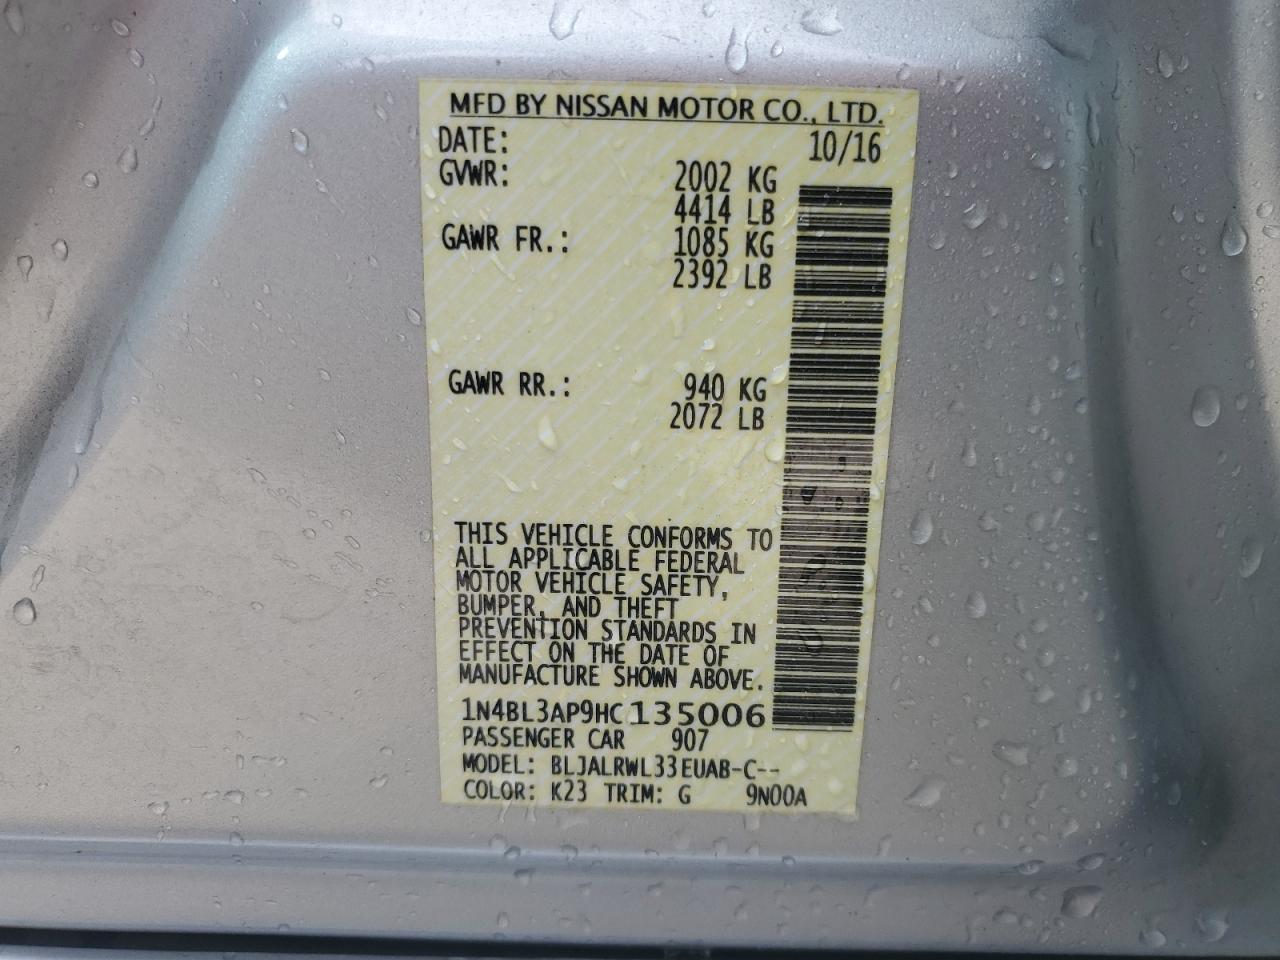 MFD BY NISSAN MOTOR CO., LTD.
DATE: 10/16
GVWR: 2002 KG
4414 LB
GAWR FR.: 1085 KG
2392 LB
GAWR RR.: 940 KG
2072 LB
THIS VEHICLE CONFORMS TO
ALL APPLICABLE FEDERAL
MOTOR VEHICLE SAFETY,
BUMPER, AND THEFT
PREVENTION STANDARDS IN
EFFECT ON THE DATE OF
MANUFACTURE SHOWN ABOVE.
1N4BL3AP9HC135006
PASSENGER CAR 907
MODEL: BLJALRWL33EUAB-C--
COLOR: K23 TRIM: G 9N00A